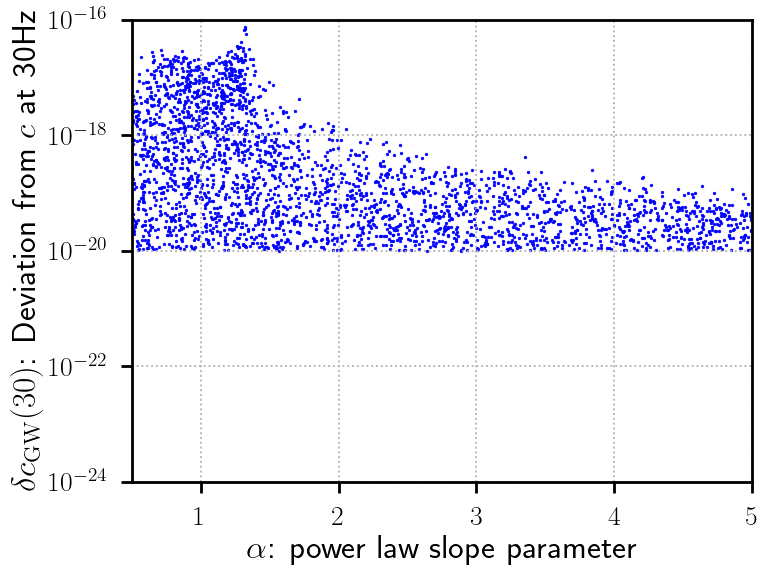 δc_GW(30): Deviation from c at 30Hz
10^−16
10^−18
10^−20
10^−22
10^−24
1 2 3 4 5
α: power law slope parameter